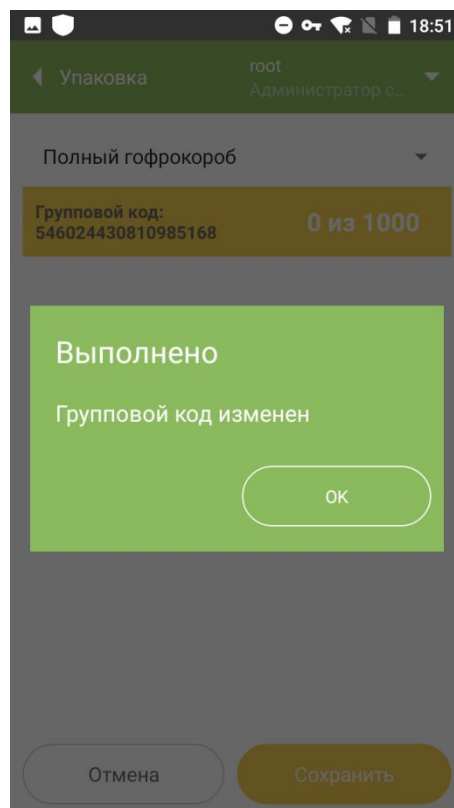 18:51
Упаковка
root
Администратор с...
Полный гофрокороб
Групповой код:
546024430810985168
0 из 1000
Выполнено
Групповой код изменен
ОК
Отмена
Сохранить